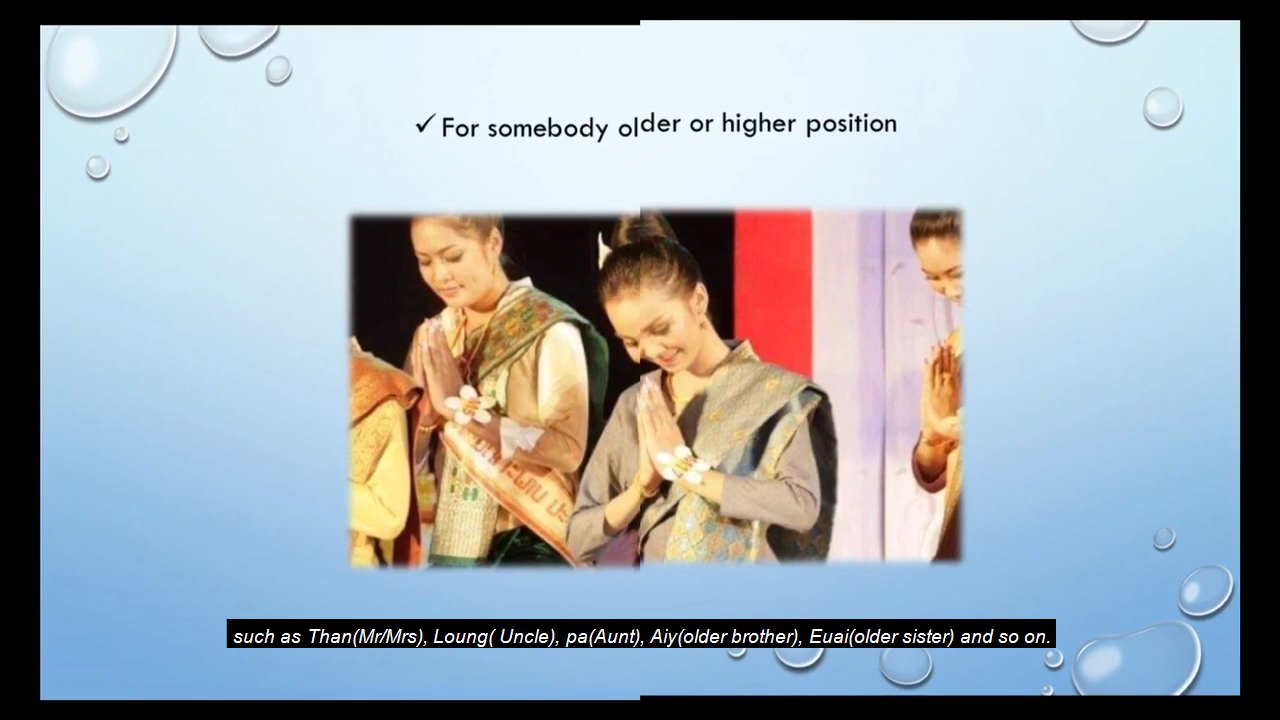 ✓ For somebody older or higher position
such as Than(Mr/Mrs), Loung( Uncle), pa(Aunt), Aiy(older brother), Euai(older sister) and so on.